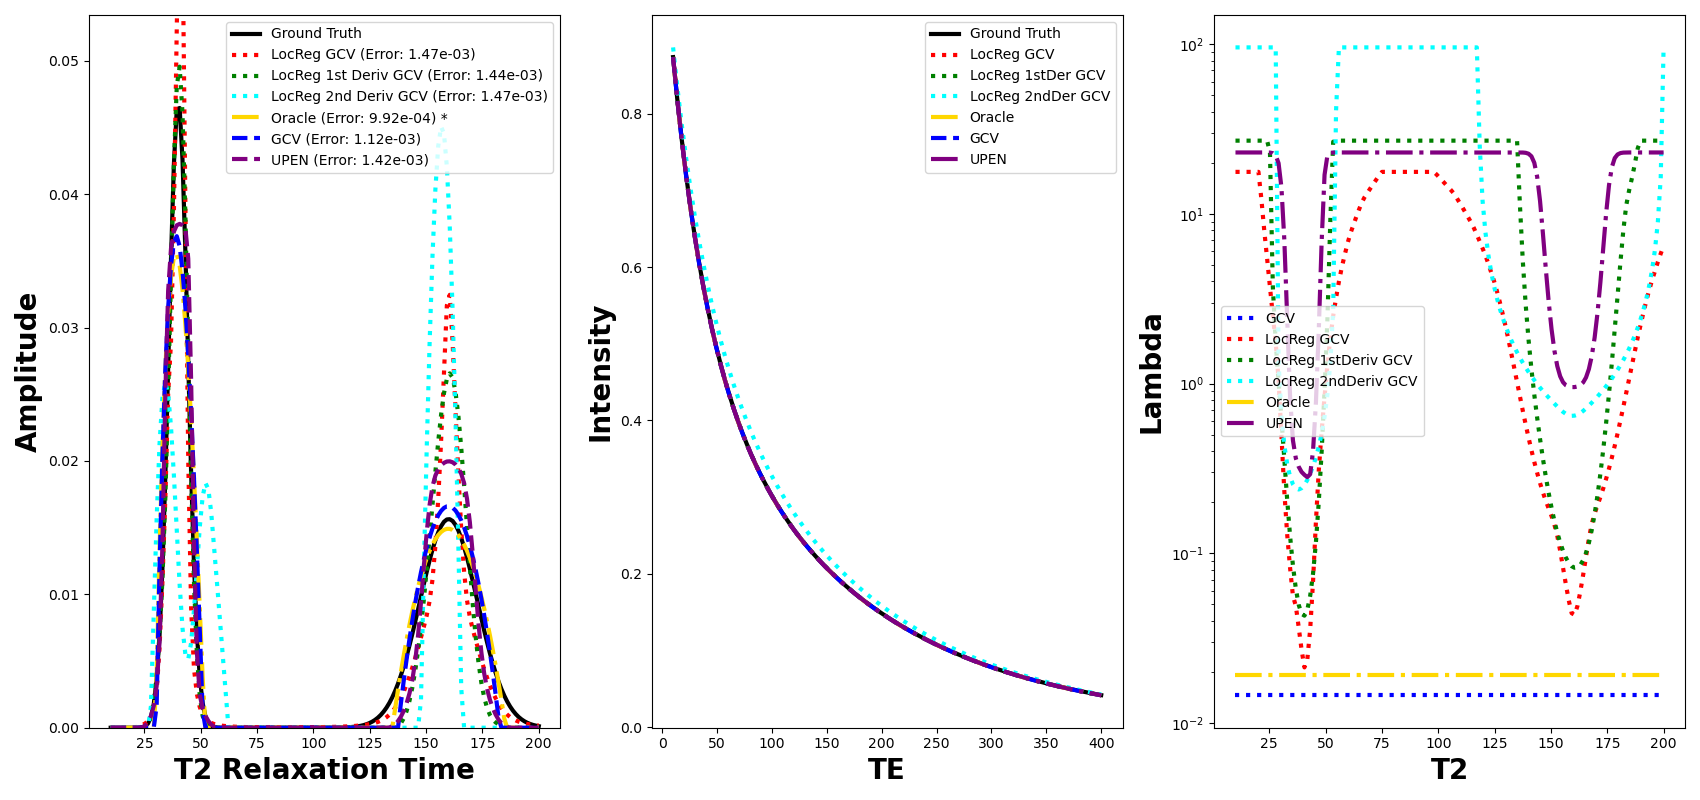 Amplitude
0.05
0.04
0.03
0.02
0.01
0.00
25 50 75 100 125 150 175 200
T2 Relaxation Time
Ground Truth
LocReg GCV (Error: 1.47e-03)
LocReg 1st Deriv GCV (Error: 1.44e-03)
LocReg 2nd Deriv GCV (Error: 1.47e-03)
Oracle (Error: 9.92e-04) *
GCV (Error: 1.12e-03)
UPEN (Error: 1.42e-03)
Intensity
0.8
0.6
0.4
0.2
0.0
0 50 100 150 200 250 300 350 400
TE
Ground Truth
LocReg GCV
LocReg 1stDer GCV
LocReg 2ndDer GCV
Oracle
GCV
UPEN
Lambda
10²
10¹
10⁰
10⁻¹
10⁻²
25 50 75 100 125 150 175 200
T2
GCV
LocReg GCV
LocReg 1stDeriv GCV
LocReg 2ndDeriv GCV
Oracle
UPEN